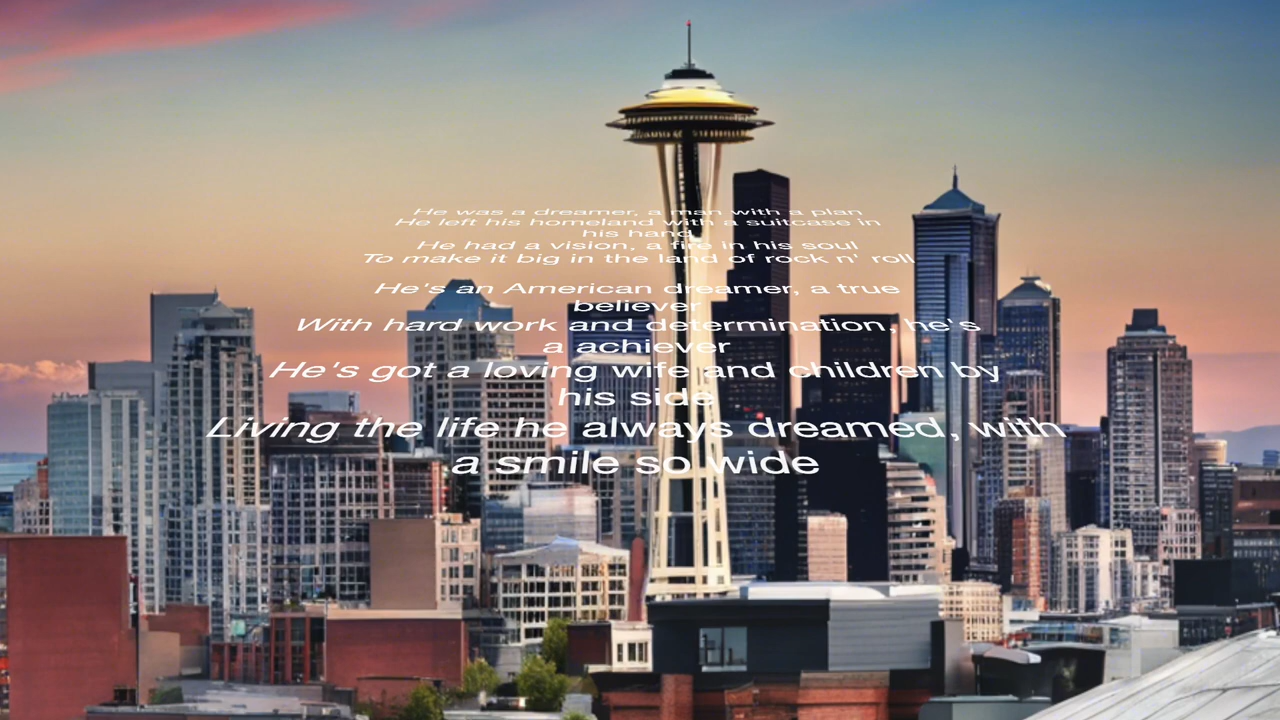 He was a dreamer, a man with a plan
He left his homeland with a suitcase in
his hand
He had a vision, a fire in his soul
To make it big in the land of rock n' roll
He's an American dreamer, a true
believer
With hard work and determination, he's
a achiever
He's got a loving wife and children by
his side
Living the life he always dreamed, with
a smile so wide